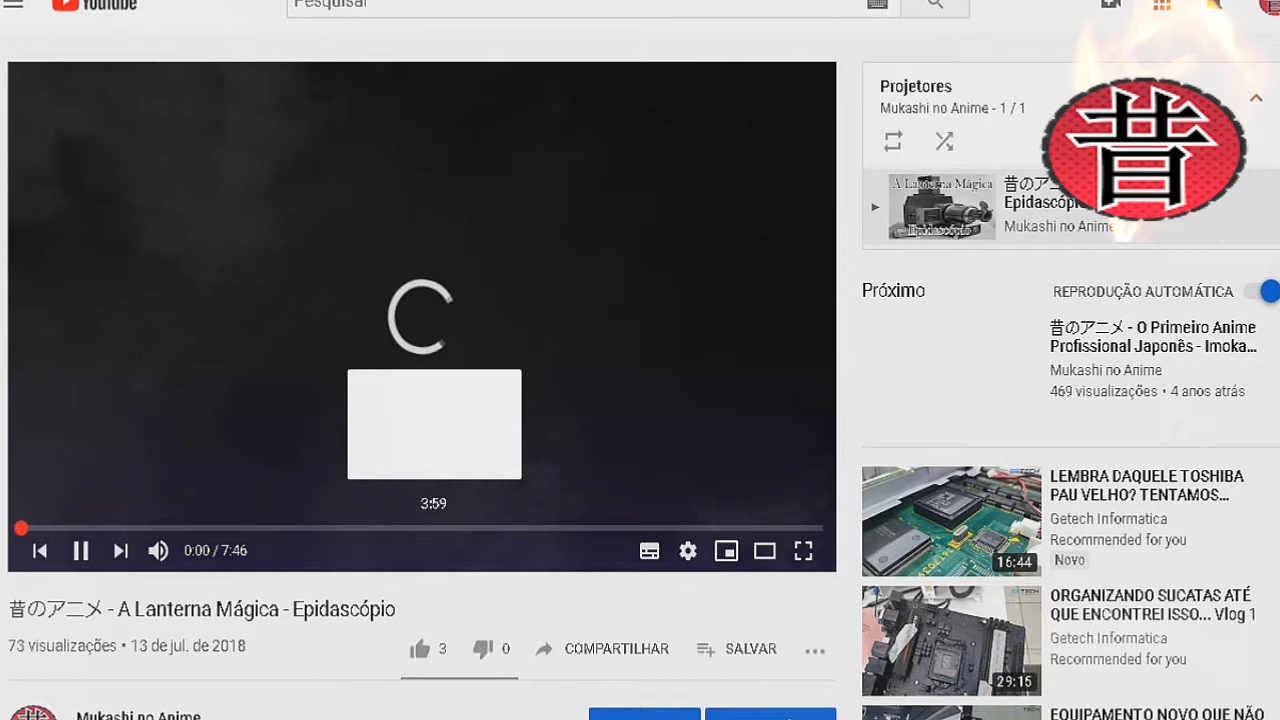 YouTube
Pesquisar
Projetores
Mukashi no Anime - 1 / 1
昔
A Lanterna Mágica
Epidascópio
昔のア
Epidascópi
Mukashi no Anime
Próximo
REPRODUÇÃO AUTOMÁTICA
昔のアニメ - O Primeiro Anime
Profissional Japonês - Imoka...
Mukashi no Anime
469 visualizações • 4 anos atrás
3:59
0:00 / 7:46
昔のアニメ - A Lanterna Mágica - Epidascópio
73 visualizações • 13 de jul. de 2018
3
0
COMPARTILHAR
SALVAR
Mukashi no Anime
LEMBRA DAQUELE TOSHIBA
PAU VELHO? TENTAMOS...
Getech Informatica
Recommended for you
Novo
16:44
ORGANIZANDO SUCATAS ATÉ
QUE ENCONTREI ISSO... Vlog 1
Getech Informatica
Recommended for you
29:15
EQUIPAMENTO NOVO QUE NÃO